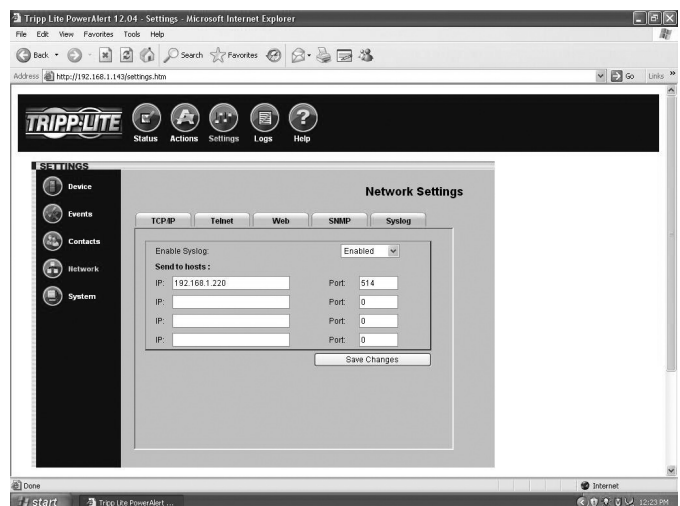 Tripp Lite PowerAlert 12.04 - Settings - Microsoft Internet Explorer
File Edit View Favorites Tools Help
Back Search Favorites
Address http://192.168.1.143/settings.htm Go Links »
TRIPP·LITE
Status Actions Settings Logs Help
?
SETTINGS
Device
Events
Contacts
Network
System
Network Settings
TCP/IP Telnet Web SNMP Syslog
Enable Syslog: Enabled
Send to hosts :
IP: 192.168.1.220 Port: 514
IP: Port: 0
IP: Port: 0
IP: Port: 0
Save Changes
Done Internet
start Tripp Lite PowerAlert ... 12:23 PM